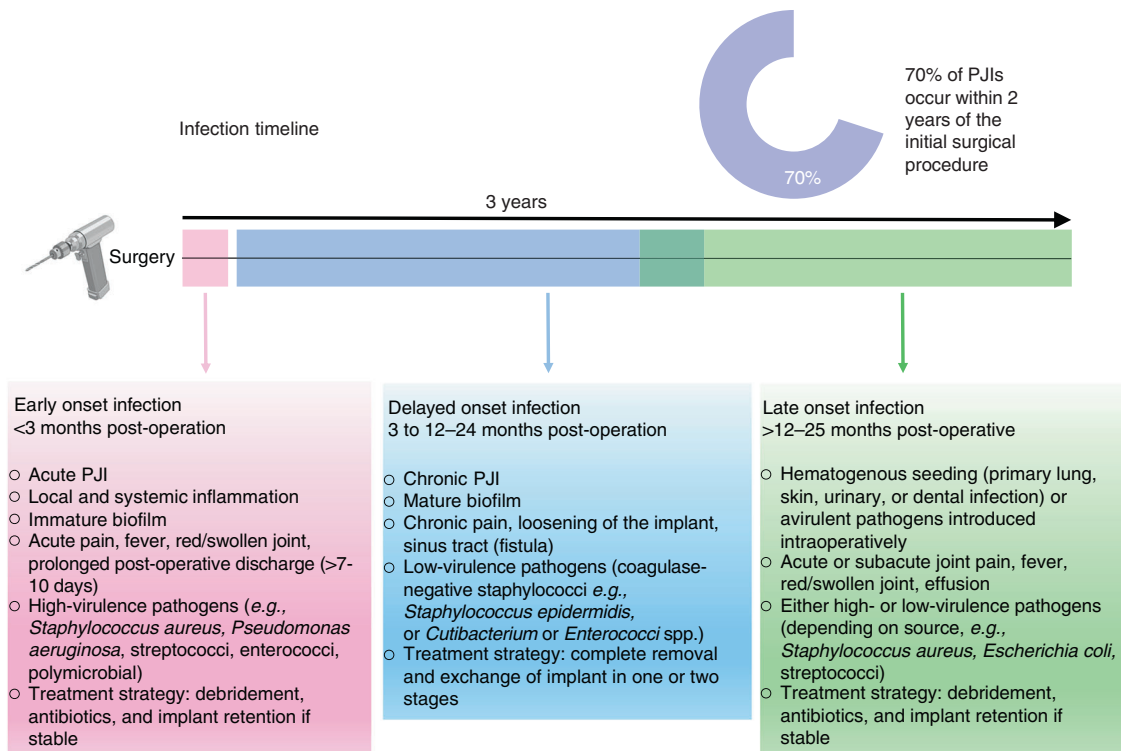 Infection timeline
70% of PJIs
occur within 2
years of the
initial surgical
procedure
70%
3 years
Surgery
Early onset infection
<3 months post-operation
○ Acute PJI
○ Local and systemic inflammation
○ Immature biofilm
○ Acute pain, fever, red/swollen joint,
prolonged post-operative discharge (>7-
10 days)
○ High-virulence pathogens (e.g.,
Staphylococcus aureus, Pseudomonas
aeruginosa, streptococci, enterococci,
polymicrobial)
○ Treatment strategy: debridement,
antibiotics, and implant retention if
stable
Delayed onset infection
3 to 12–24 months post-operation
○ Chronic PJI
○ Mature biofilm
○ Chronic pain, loosening of the implant,
sinus tract (fistula)
○ Low-virulence pathogens (coagulase-
negative staphylococci e.g.,
Staphylococcus epidermidis,
or Cutibacterium or Enterococci spp.)
○ Treatment strategy: complete removal
and exchange of implant in one or two
stages
Late onset infection
>12–25 months post-operative
○ Hematogenous seeding (primary lung,
skin, urinary, or dental infection) or
avirulent pathogens introduced
intraoperatively
○ Acute or subacute joint pain, fever,
red/swollen joint, effusion
○ Either high- or low-virulence pathogens
(depending on source, e.g.,
Staphylococcus aureus, Escherichia coli,
streptococci)
○ Treatment strategy: debridement,
antibiotics, and implant retention if
stable